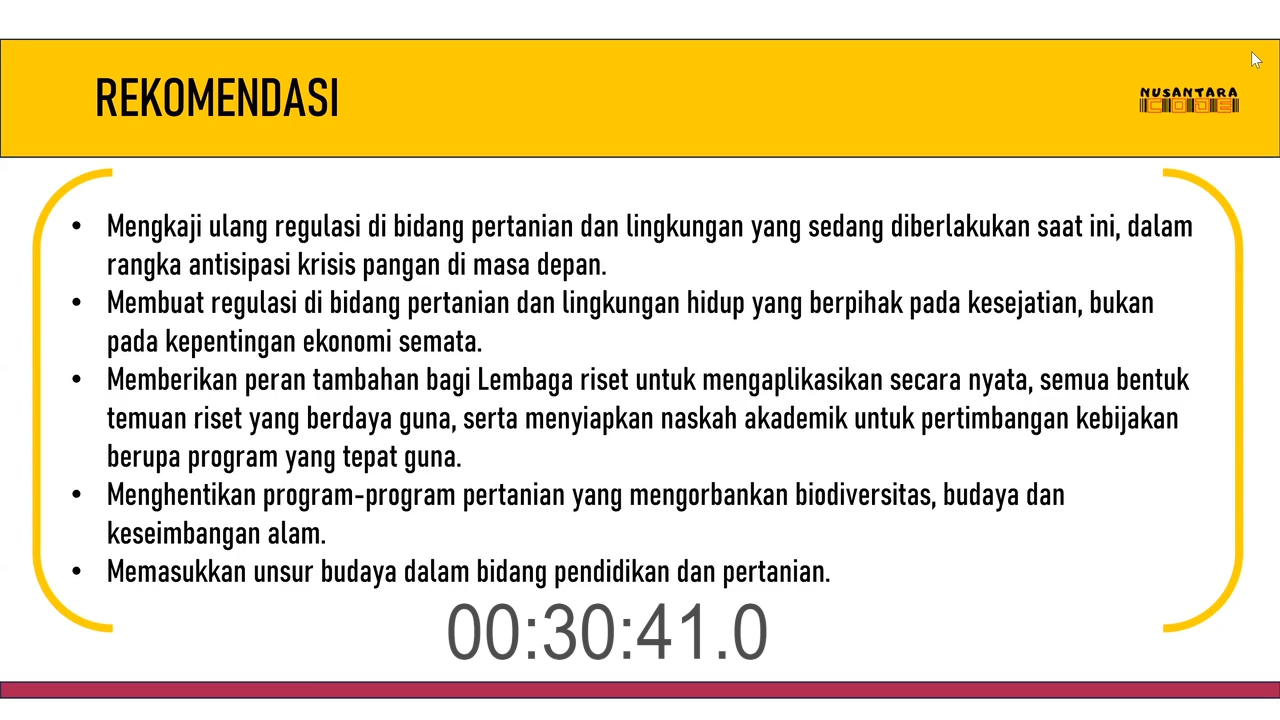 REKOMENDASI
NUSANTARA
CODE
• Mengkaji ulang regulasi di bidang pertanian dan lingkungan yang sedang diberlakukan saat ini, dalam
rangka antisipasi krisis pangan di masa depan.
• Membuat regulasi di bidang pertanian dan lingkungan hidup yang berpihak pada kesejatian, bukan
pada kepentingan ekonomi semata.
• Memberikan peran tambahan bagi Lembaga riset untuk mengaplikasikan secara nyata, semua bentuk
temuan riset yang berdaya guna, serta menyiapkan naskah akademik untuk pertimbangan kebijakan
berupa program yang tepat guna.
• Menghentikan program-program pertanian yang mengorbankan biodiversitas, budaya dan
keseimbangan alam.
• Memasukkan unsur budaya dalam bidang pendidikan dan pertanian.
00:30:41.0